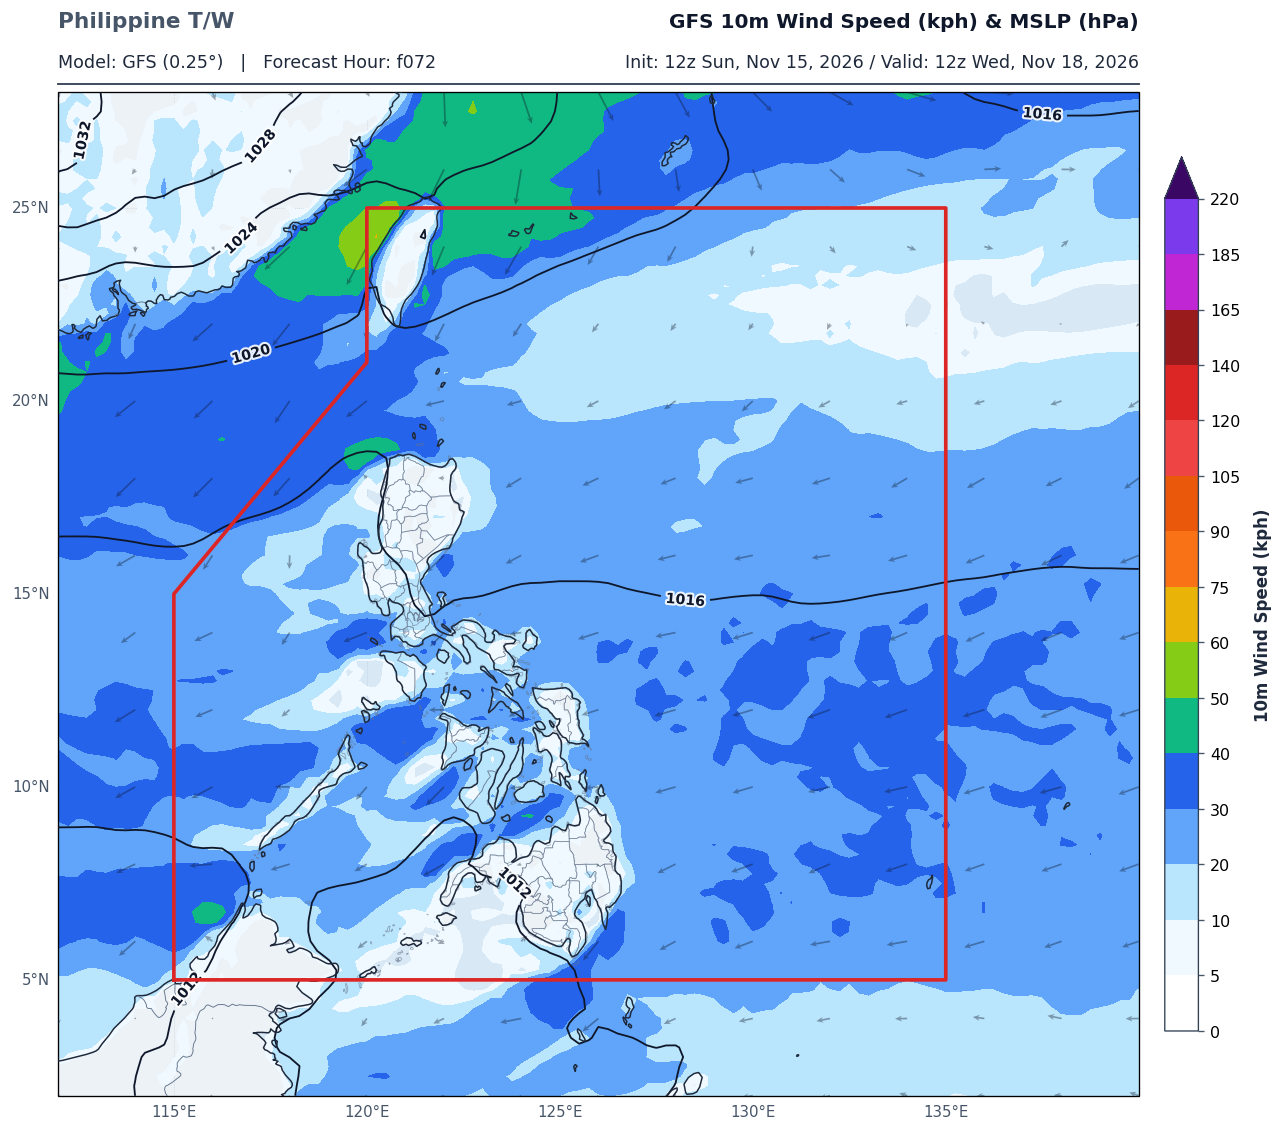 Philippine T/W
GFS 10m Wind Speed (kph) & MSLP (hPa)
Model: GFS (0.25°)   |   Forecast Hour: f072
Init: 12z Sun, Nov 15, 2026 / Valid: 12z Wed, Nov 18, 2026
1032
1028
1016
1024
1020
1016
1012
1012
25°N
20°N
15°N
10°N
5°N
115°E
120°E
125°E
130°E
135°E
220
185
165
140
120
105
90
75
60
50
40
30
20
10
5
0
10m Wind Speed (kph)